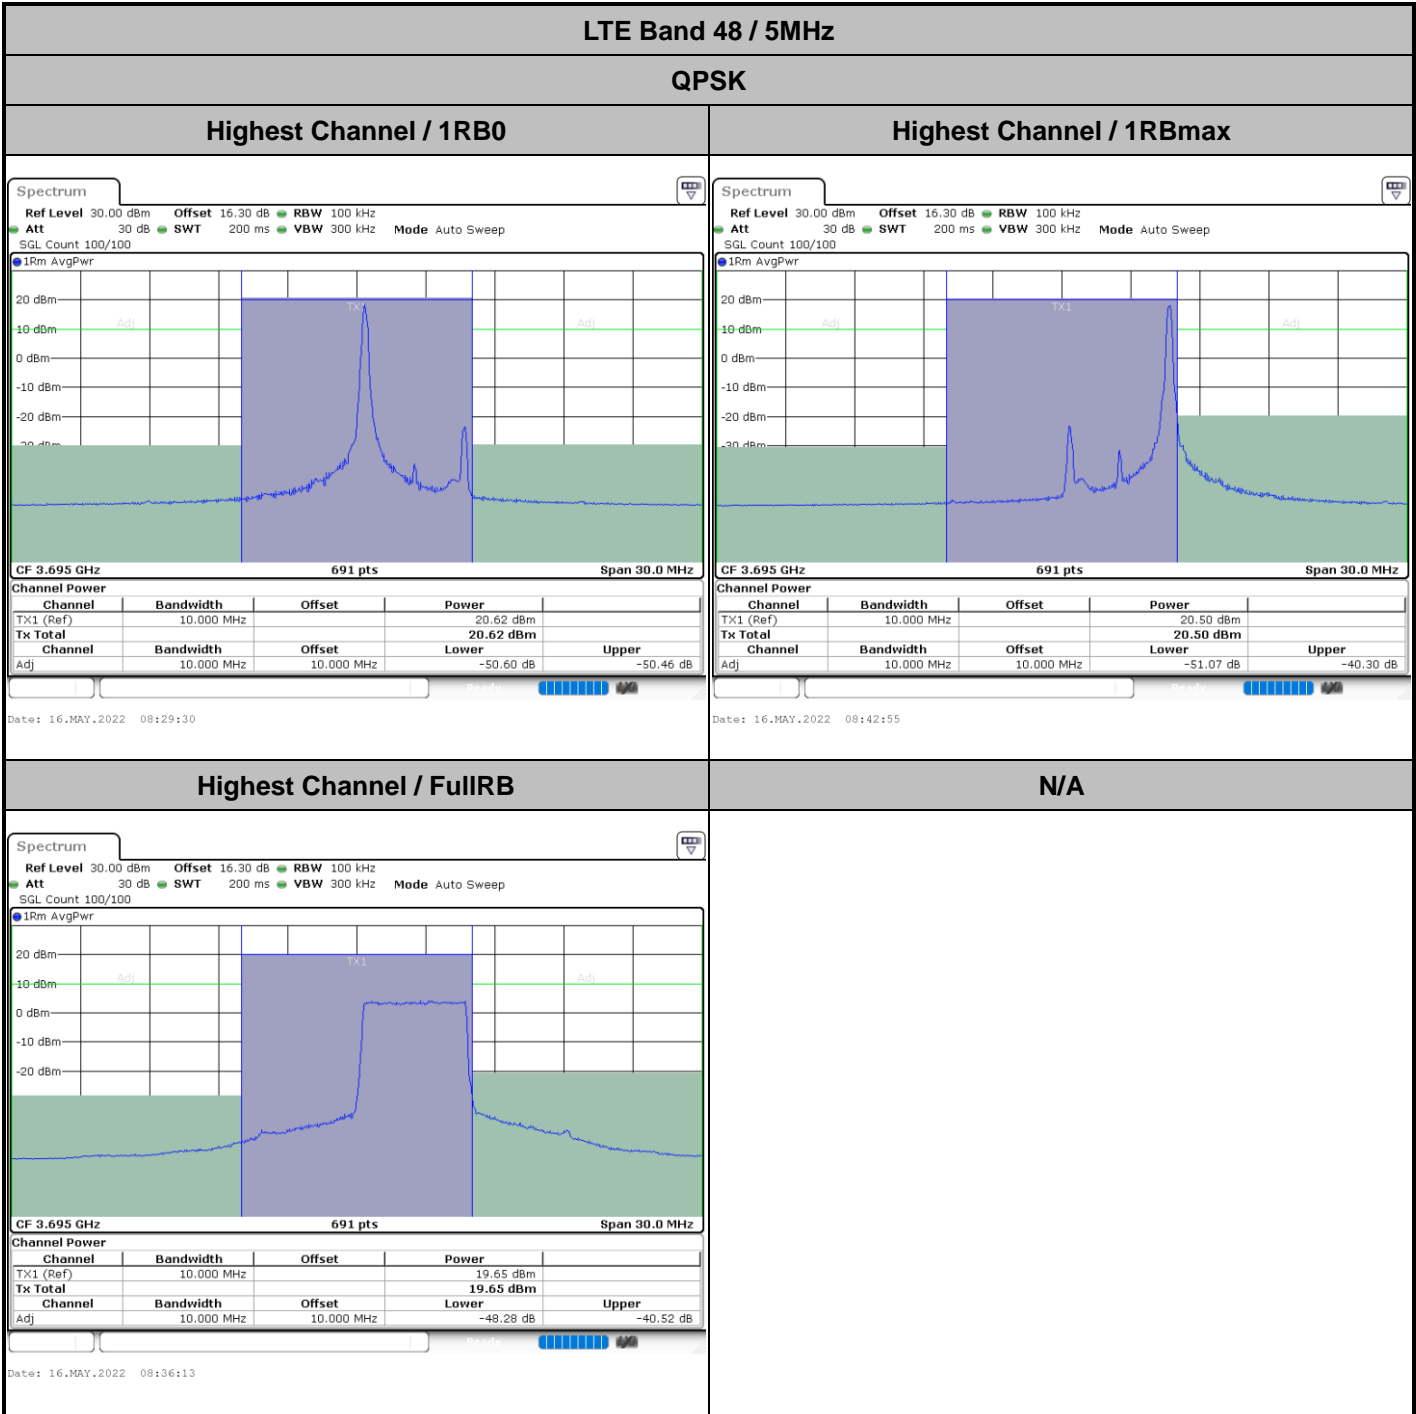 LTE Band 48 / 5MHz
QPSK
Highest Channel / 1RB0
Highest Channel / 1RBmax
Spectrum
Ref Level 30.00 dBm Offset 16.30 dB RBW 100 kHz
Att 30 dB SWT 200 ms VBW 300 kHz Mode Auto Sweep
SGL Count 100/100
1Rm AvgPwr
20 dBm
TX1
Adj
Adj
10 dBm
0 dBm
-10 dBm
-20 dBm
-30 dBm
CF 3.695 GHz 691 pts Span 30.0 MHz
Channel Power
Channel Bandwidth Offset Power
TX1 (Ref) 10.000 MHz 20.62 dBm
Tx Total 20.62 dBm
Channel Bandwidth Offset Lower Upper
Adj 10.000 MHz 10.000 MHz -50.60 dB -50.46 dB
Ready
Date: 16.MAY.2022 08:29:30
Spectrum
Ref Level 30.00 dBm Offset 16.30 dB RBW 100 kHz
Att 30 dB SWT 200 ms VBW 300 kHz Mode Auto Sweep
SGL Count 100/100
1Rm AvgPwr
20 dBm
TX1
Adj
Adj
10 dBm
0 dBm
-10 dBm
-20 dBm
-30 dBm
CF 3.695 GHz 691 pts Span 30.0 MHz
Channel Power
Channel Bandwidth Offset Power
TX1 (Ref) 10.000 MHz 20.50 dBm
Tx Total 20.50 dBm
Channel Bandwidth Offset Lower Upper
Adj 10.000 MHz 10.000 MHz -51.07 dB -40.30 dB
Ready
Date: 16.MAY.2022 08:42:55
Highest Channel / FullRB
N/A
Spectrum
Ref Level 30.00 dBm Offset 16.30 dB RBW 100 kHz
Att 30 dB SWT 200 ms VBW 300 kHz Mode Auto Sweep
SGL Count 100/100
1Rm AvgPwr
20 dBm
TX1
Adj
Adj
10 dBm
0 dBm
-10 dBm
-20 dBm
CF 3.695 GHz 691 pts Span 30.0 MHz
Channel Power
Channel Bandwidth Offset Power
TX1 (Ref) 10.000 MHz 19.65 dBm
Tx Total 19.65 dBm
Channel Bandwidth Offset Lower Upper
Adj 10.000 MHz 10.000 MHz -48.28 dB -40.52 dB
Ready
Date: 16.MAY.2022 08:36:13